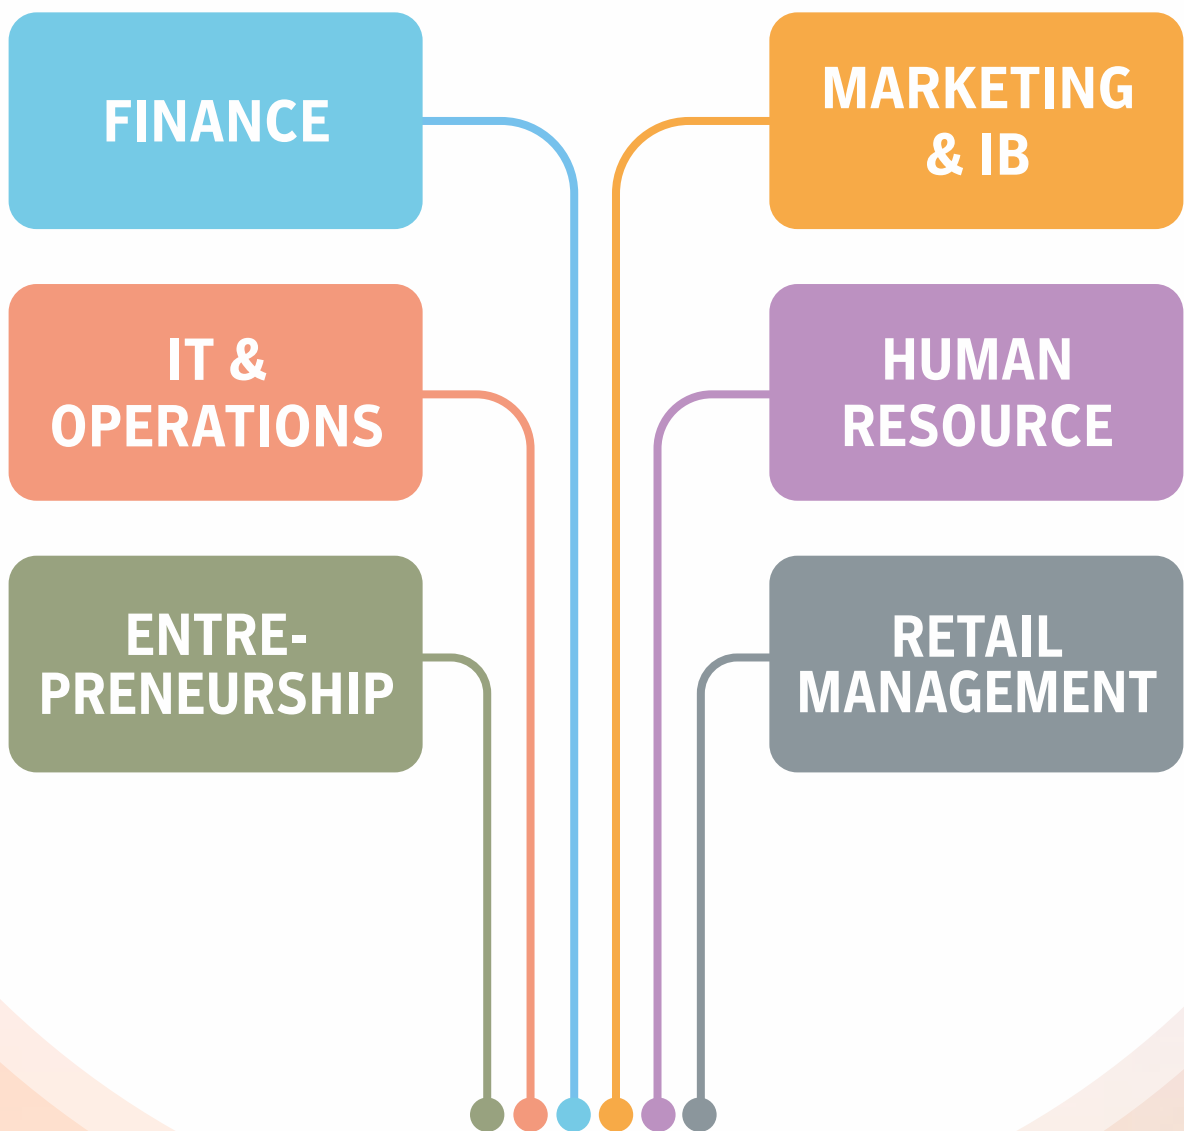 FINANCE
MARKETING
& IB
IT &
OPERATIONS
HUMAN
RESOURCE
ENTRE-
PRENEURSHIP
RETAIL
MANAGEMENT